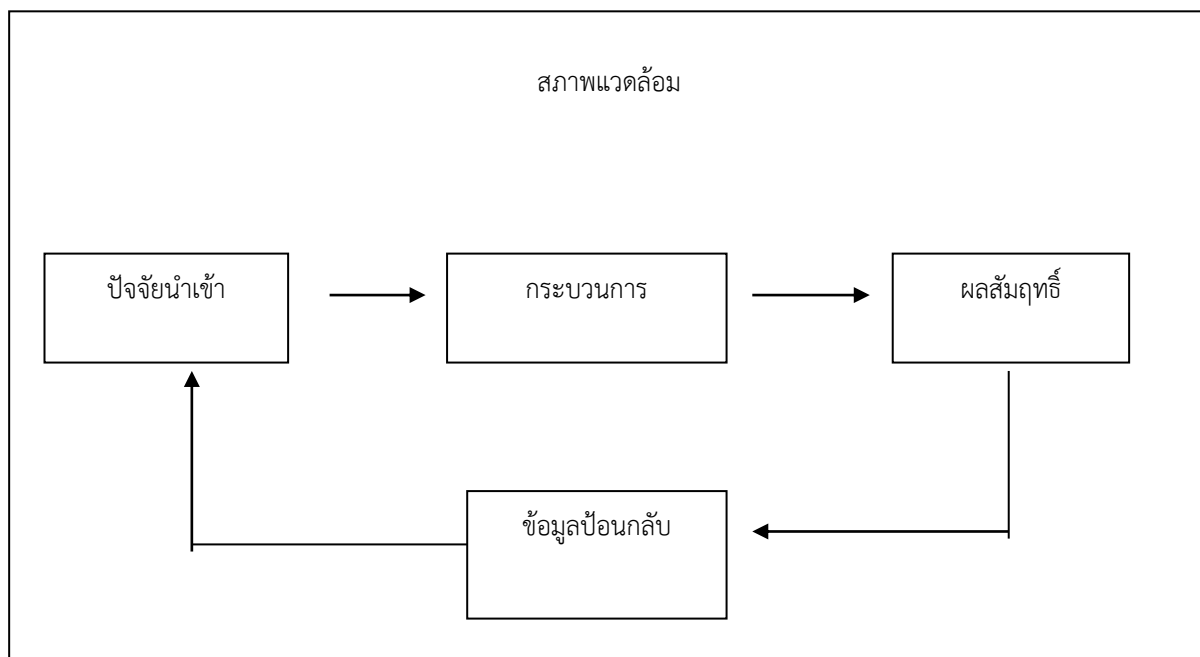 สภาพแวดล้อม
ปัจจัยนำเข้า
กระบวนการ
ผลสัมฤทธิ์
ข้อมูลป้อนกลับ